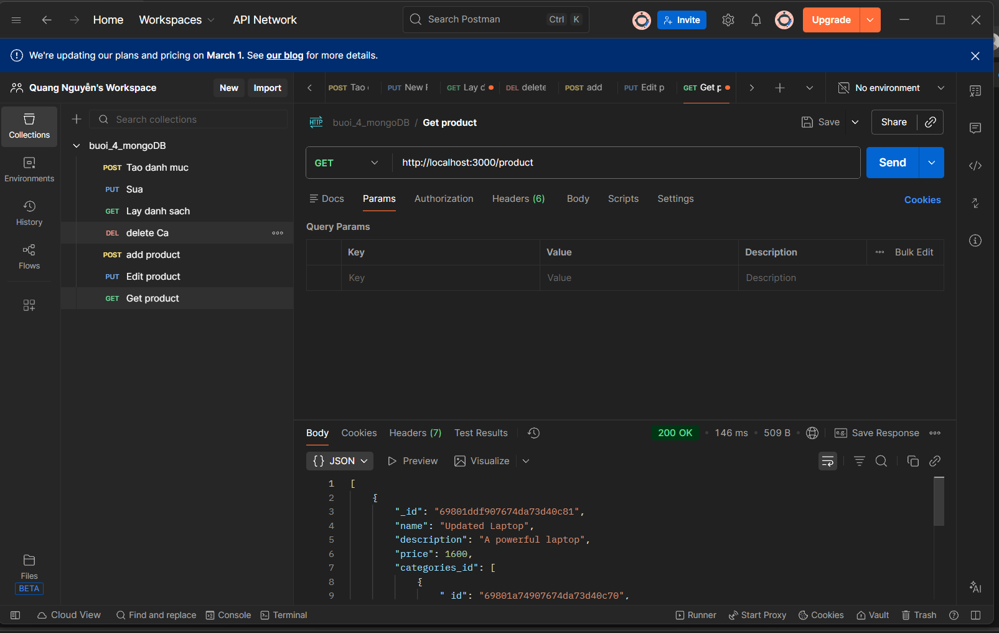 Home Workspaces API Network Search Postman Ctrl K Invite Upgrade
We're updating our plans and pricing on March 1. See our blog for more details.
Quang Nguyễn's Workspace New Import
POST Tao PUT New GET Lay d DEL delete POST add PUT Edit p GET Get p No environment
Collections
Environments
History
Flows
Files
BETA
Search collections
buoi_4_mongoDB
POST Tao danh muc
PUT Sua
GET Lay danh sach
DEL delete Ca
POST add product
PUT Edit product
GET Get product
HTTP buoi_4_mongoDB / Get product Save Share
GET http://localhost:3000/product Send
Docs Params Authorization Headers (6) Body Scripts Settings Cookies
Query Params
Key Value Description Bulk Edit
Key Value Description
Body Cookies Headers (7) Test Results 200 OK 146 ms 509 B e.g. Save Response
{} JSON Preview Visualize
1 [
2 {
3 "_id": "69801ddf907674da73d40c81",
4 "name": "Updated Laptop",
5 "description": "A powerful laptop",
6 "price": 1600,
7 "categories_id": [
8 {
9 "_id": "69801a74907674da73d40c70",
AI
Cloud View Find and replace Console Terminal Runner Start Proxy Cookies Vault Trash